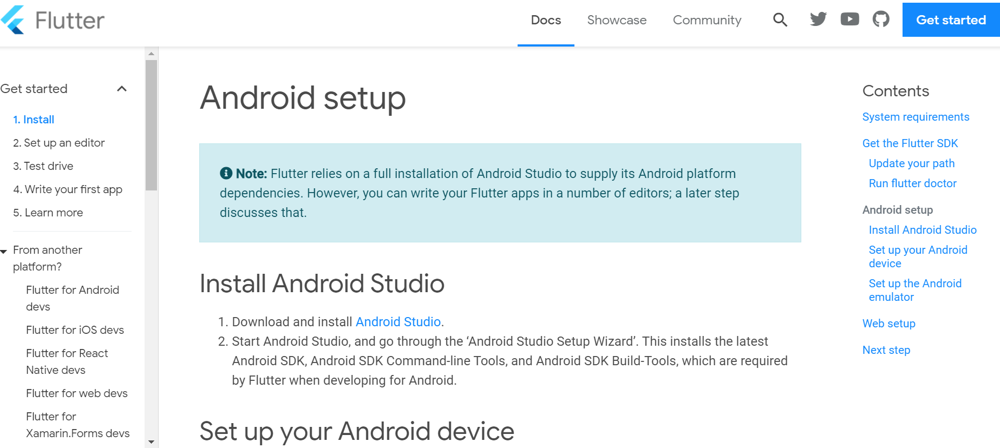 Flutter
Docs
Showcase
Community
Get started
Get started
1. Install
2. Set up an editor
3. Test drive
4. Write your first app
5. Learn more
From another
platform?
Flutter for Android
devs
Flutter for iOS devs
Flutter for React
Native devs
Flutter for web devs
Flutter for
Xamarin.Forms devs
Android setup
Note: Flutter relies on a full installation of Android Studio to supply its Android platform
dependencies. However, you can write your Flutter apps in a number of editors; a later step
discusses that.
Install Android Studio
1. Download and install Android Studio.
2. Start Android Studio, and go through the ‘Android Studio Setup Wizard’. This installs the latest
Android SDK, Android SDK Command-line Tools, and Android SDK Build-Tools, which are required
by Flutter when developing for Android.
Set up your Android device
Contents
System requirements
Get the Flutter SDK
Update your path
Run flutter doctor
Android setup
Install Android Studio
Set up your Android
device
Set up the Android
emulator
Web setup
Next step